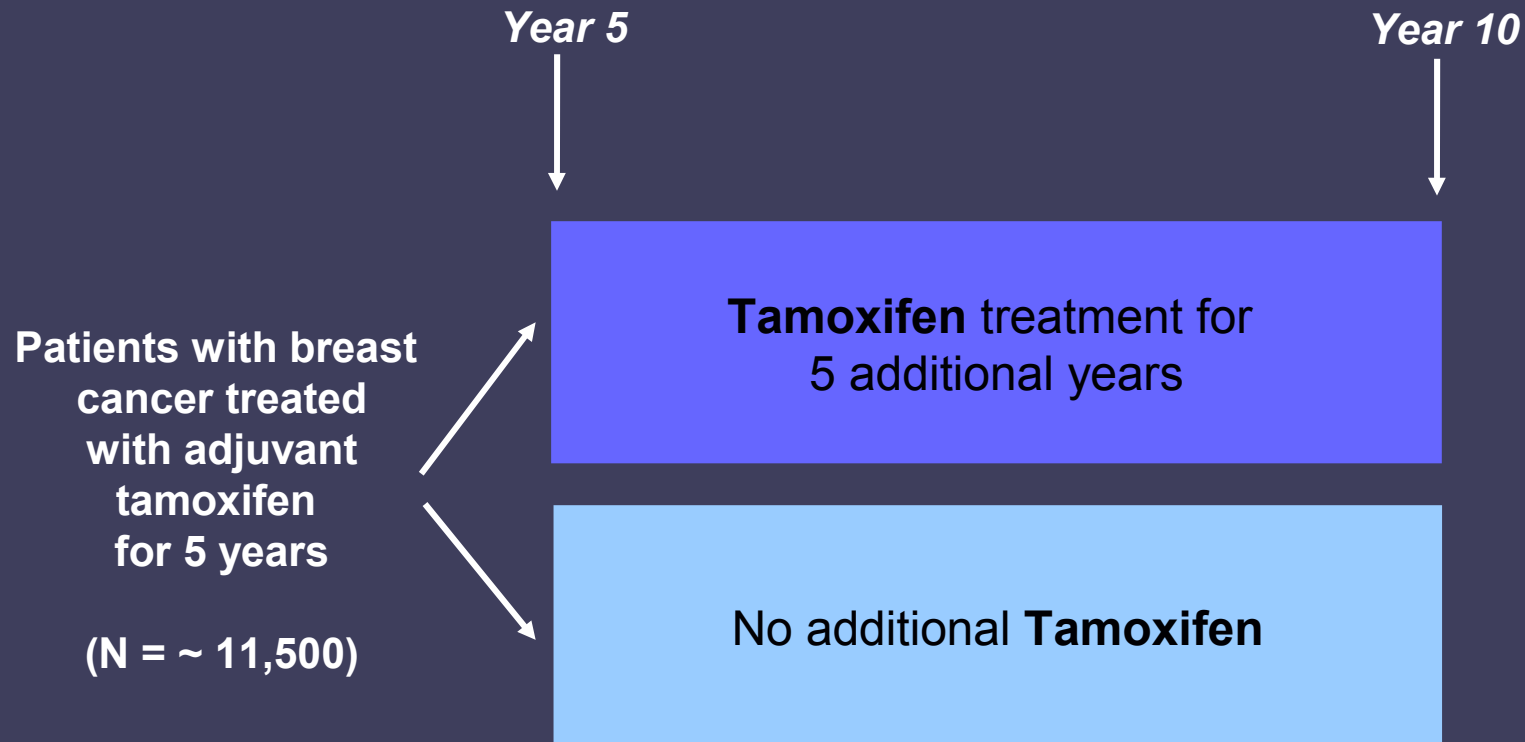 Year 5
Year 10
Tamoxifen treatment for
5 additional years
Patients with breast
cancer treated
with adjuvant
tamoxifen
for 5 years
(N = ~ 11,500)
No additional Tamoxifen